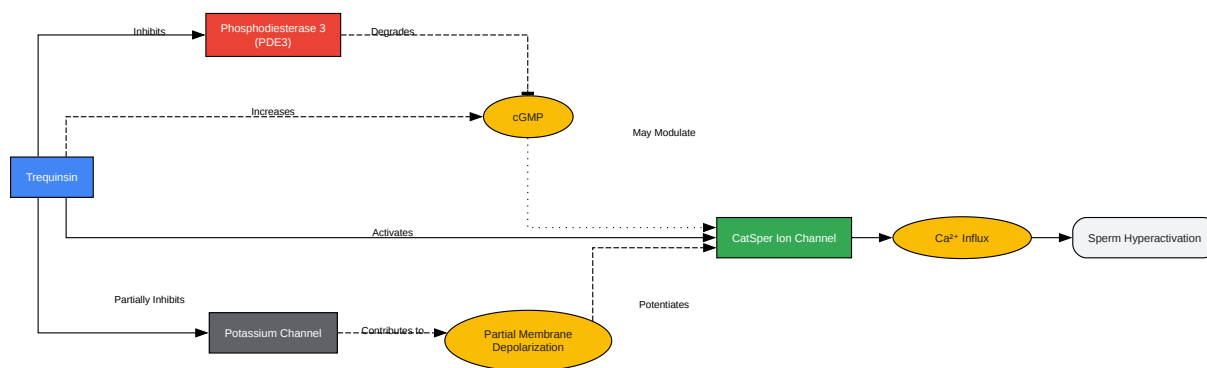 Phosphodiesterase 3
(PDE3)
Inhibits
Degrades
Increases
cGMP
May Modulate
Trequinsin
Activates
CatSper Ion Channel
Ca²⁺ Influx
Sperm Hyperactivation
Partially Inhibits
Potentiates
Potassium Channel
Contributes to
Partial Membrane
Depolarization